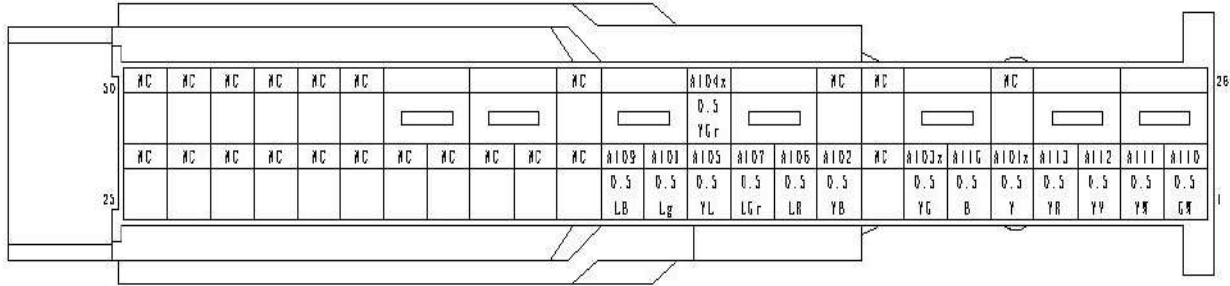 50 NC NC NC NC NC NC NC A104x NC NC NC 26
0.5
YGr
NC NC NC NC NC NC NC NC NC NC NC A109 A108 A105 A107 A106 A102 NC A103x A116 A101x A113 A112 A111 A110
25 0.5 0.5 0.5 0.5 0.5 0.5 0.5 0.5 0.5 0.5 0.5 0.5 0.5 1
LB Lg YL LGr LR YB YG B Y YR YV YW GW